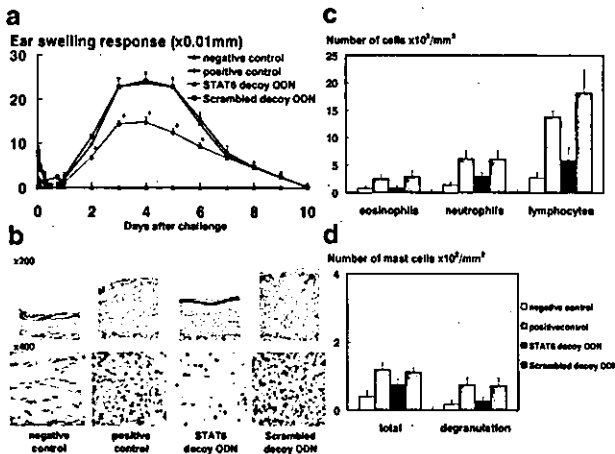 a
Ear swelling response (x0.01mm)
negative control
positive control
STAT6 decoy ODN
Scrambled decoy ODN
30
20
10
0
0 2 4 6 8 10
Days after challenge
b
x200
x400
negative control
positive control
STAT6 decoy ODN
Scrambled decoy ODN
c
Number of cells x10²/mm²
25
20
15
10
5
0
eosinophils neutrophils lymphocytes
d
Number of mast cells x10²/mm²
4
2
0
total degranulation
negative control
positivecontrol
STAT6 decoy ODN
Scrambled decoy ODN